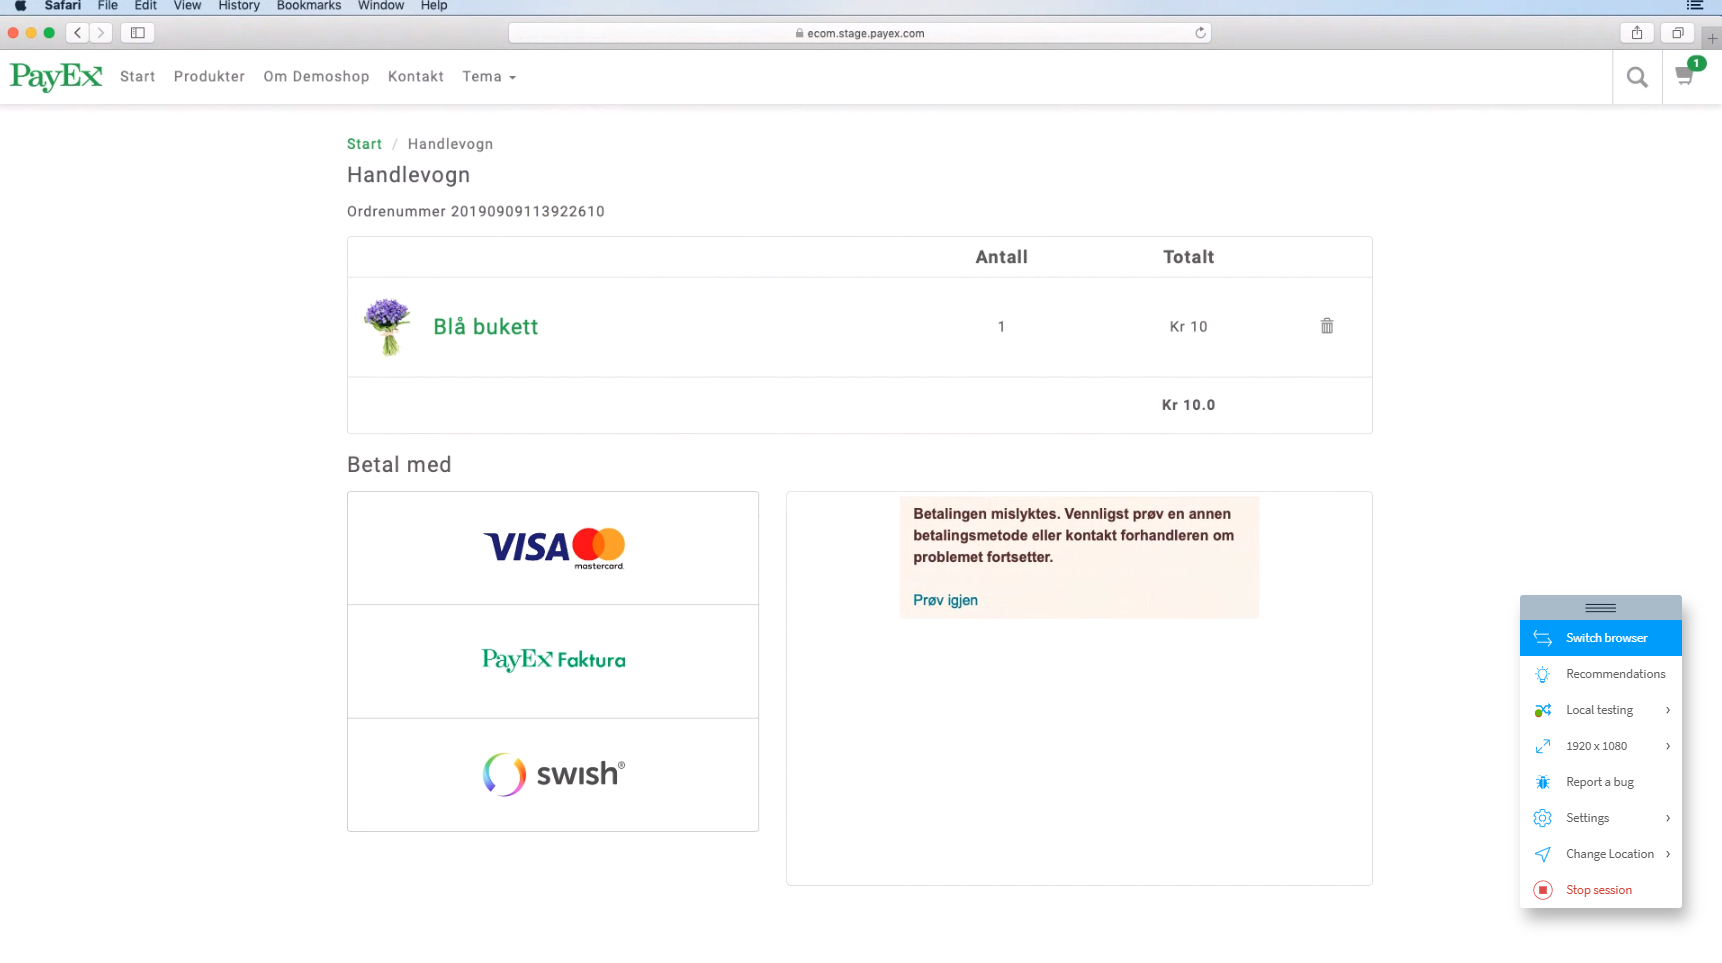 Safari File Edit View History Bookmarks Window Help
ecom.stage.payex.com
PayEx Start Produkter Om Demoshop Kontakt Tema 1
Start / Handlevogn
Handlevogn
Ordrenummer 20190909113922610
Antall Totalt
Blå bukett 1 Kr 10
Kr 10.0
Betal med
VISA mastercard.
PayEx Faktura
swish®
Betalingen mislyktes. Vennligst prøv en annen
betalingsmetode eller kontakt forhandleren om
problemet fortsetter.
Prøv igjen
Switch browser
Recommendations
Local testing
1920 x 1080
Report a bug
Settings
Change Location
Stop session